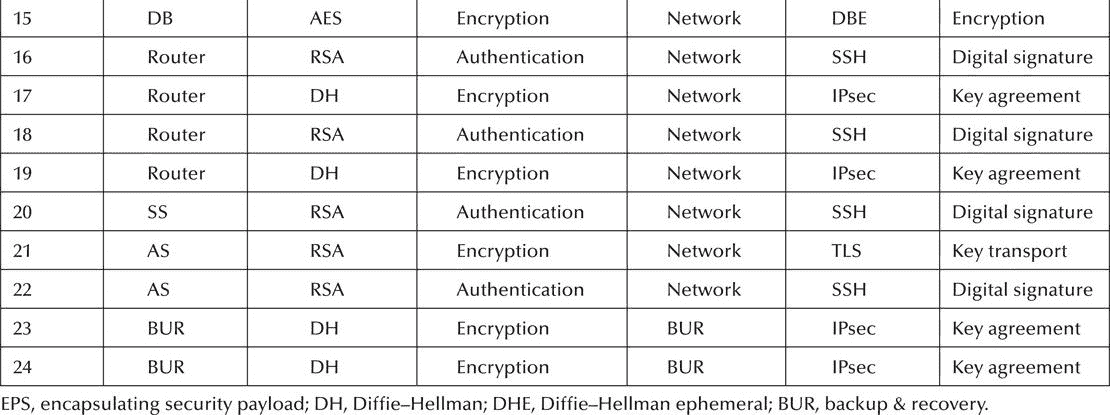 15 DB AES Encryption Network DBE Encryption
16 Router RSA Authentication Network SSH Digital signature
17 Router DH Encryption Network IPsec Key agreement
18 Router RSA Authentication Network SSH Digital signature
19 Router DH Encryption Network IPsec Key agreement
20 SS RSA Authentication Network SSH Digital signature
21 AS RSA Encryption Network TLS Key transport
22 AS RSA Authentication Network SSH Digital signature
23 BUR DH Encryption BUR IPsec Key agreement
24 BUR DH Encryption BUR IPsec Key agreement
EPS, encapsulating security payload; DH, Diffie–Hellman; DHE, Diffie–Hellman ephemeral; BUR, backup & recovery.